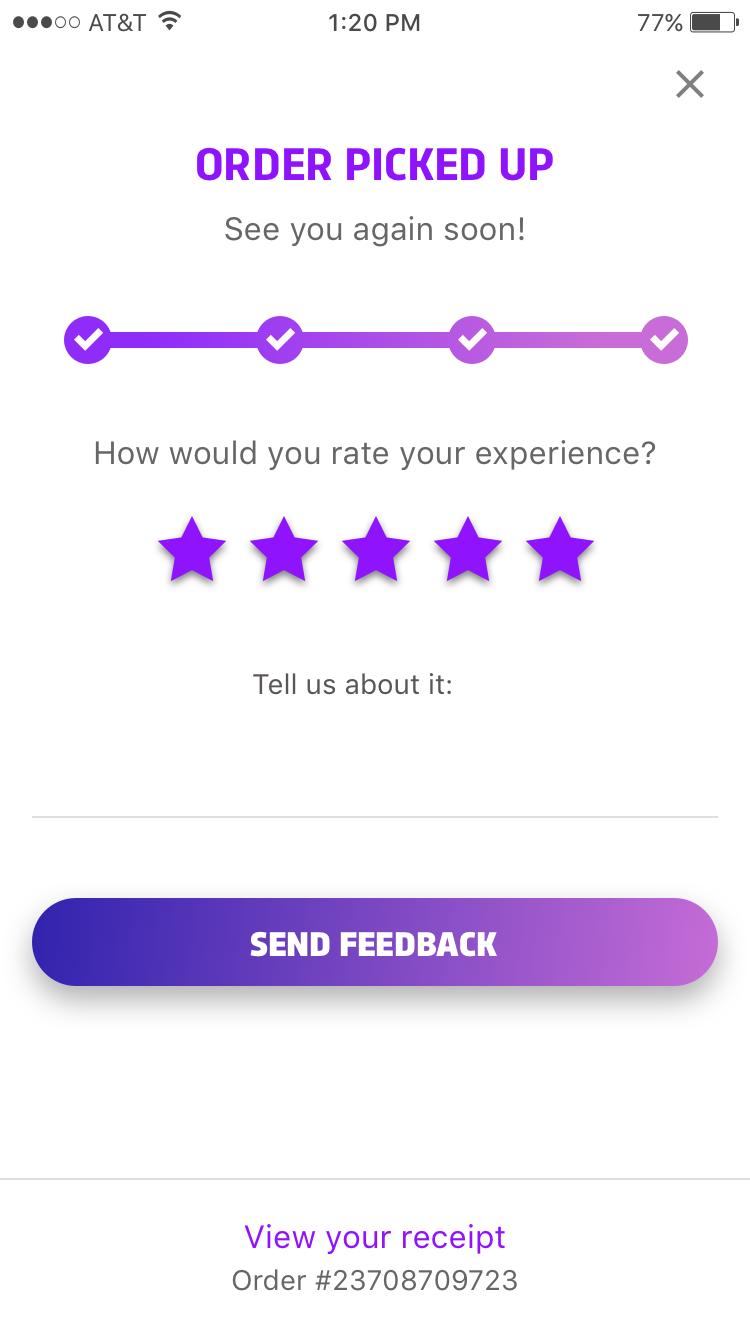 AT&T 1:20 PM 77%
ORDER PICKED UP
See you again soon!
How would you rate your experience?
Tell us about it:
SEND FEEDBACK
View your receipt
Order #23708709723